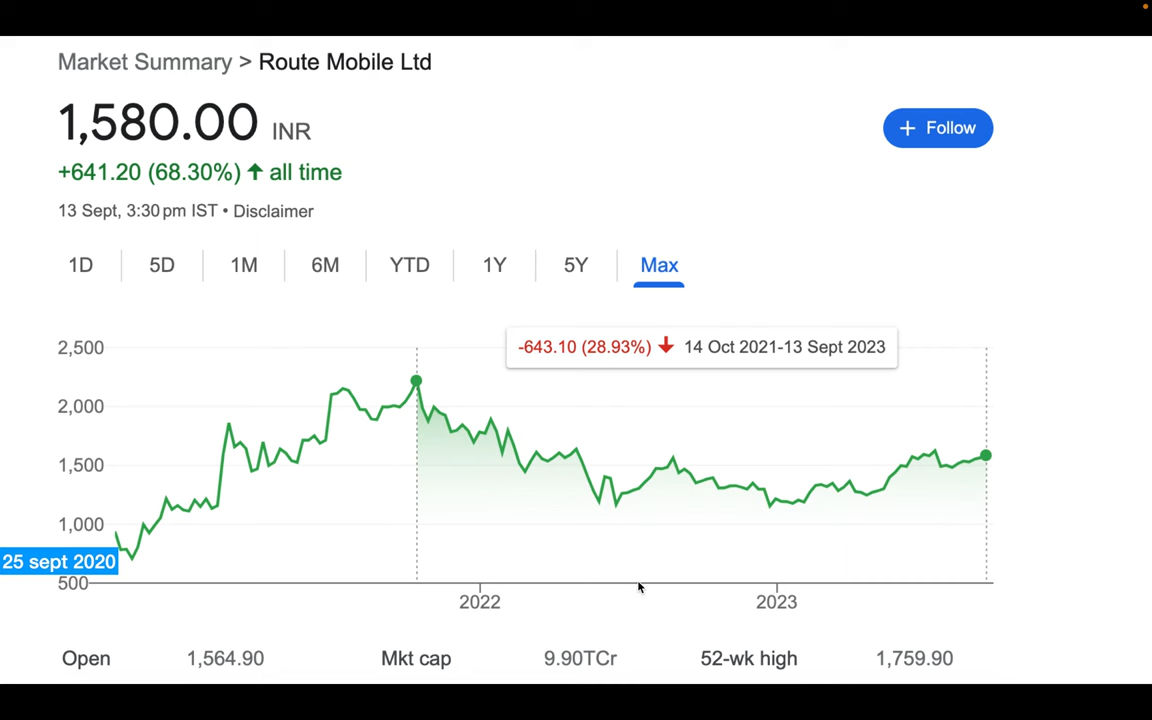 Market Summary > Route Mobile Ltd
1,580.00 INR
+ Follow
+641.20 (68.30%) ↑ all time
13 Sept, 3:30 pm IST • Disclaimer
1D 5D 1M 6M YTD 1Y 5Y Max
-643.10 (28.93%) ↓ 14 Oct 2021-13 Sept 2023
2,500
2,000
1,500
1,000
25 sept 2020
500
2022 2023
Open 1,564.90 Mkt cap 9.90TCr 52-wk high 1,759.90